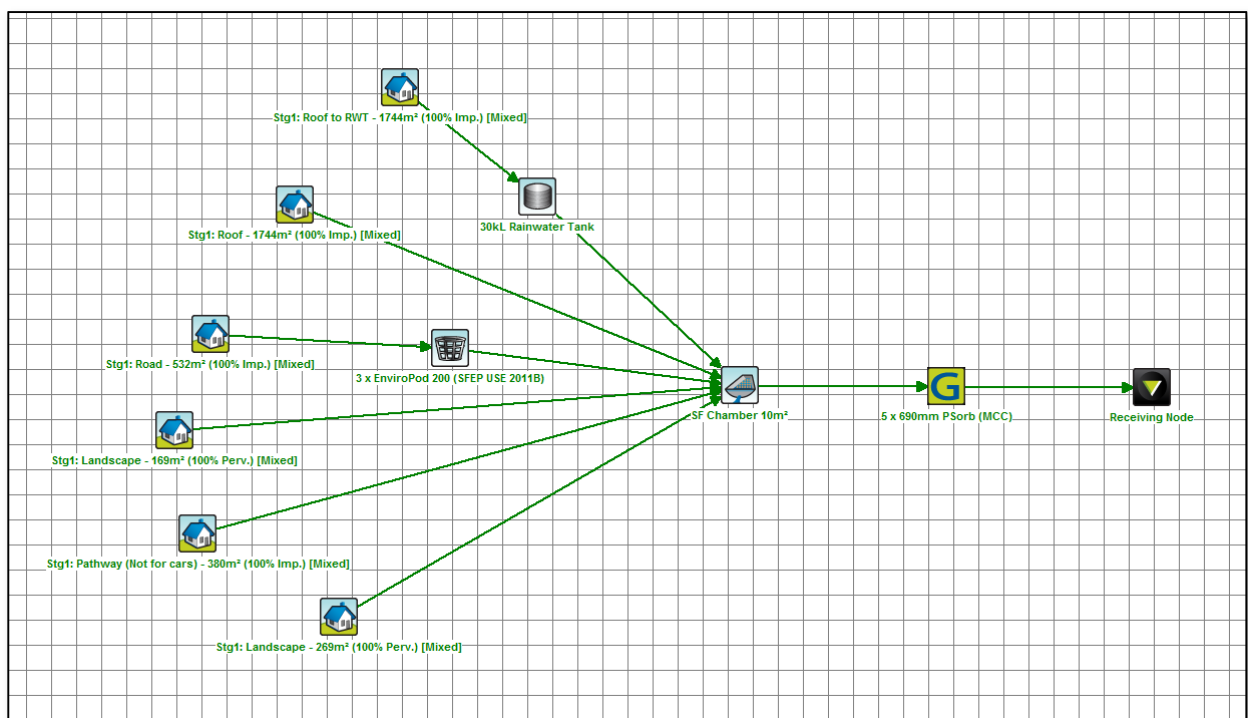 Stg1: Roof to RWT - 1744m² (100% Imp.) [Mixed]
30kL Rainwater Tank
Stg1: Roof - 1744m² (100% Imp.) [Mixed]
Stg1: Road - 532m² (100% Imp.) [Mixed]
3 x EnviroPod 200 (SFEP USE 2011B)
SF Chamber 10m²
G
5 x 690mm PSorb (MCC)
Receiving Node
Stg1: Landscape - 169m² (100% Perv.) [Mixed]
Stg1: Pathway (Not for cars) - 380m² (100% Imp.) [Mixed]
Stg1: Landscape - 269m² (100% Perv.) [Mixed]